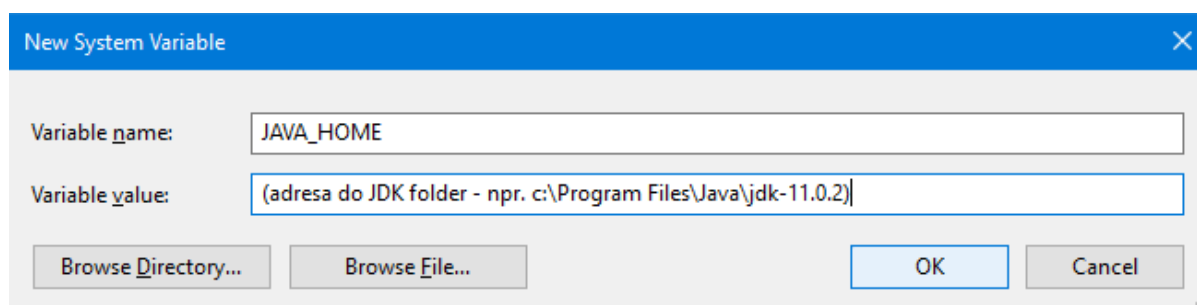 New System Variable
Variable name: JAVA_HOME
Variable value: (adresa do JDK folder - npr. c:\Program Files\Java\jdk-11.0.2)
Browse Directory... Browse File... OK Cancel